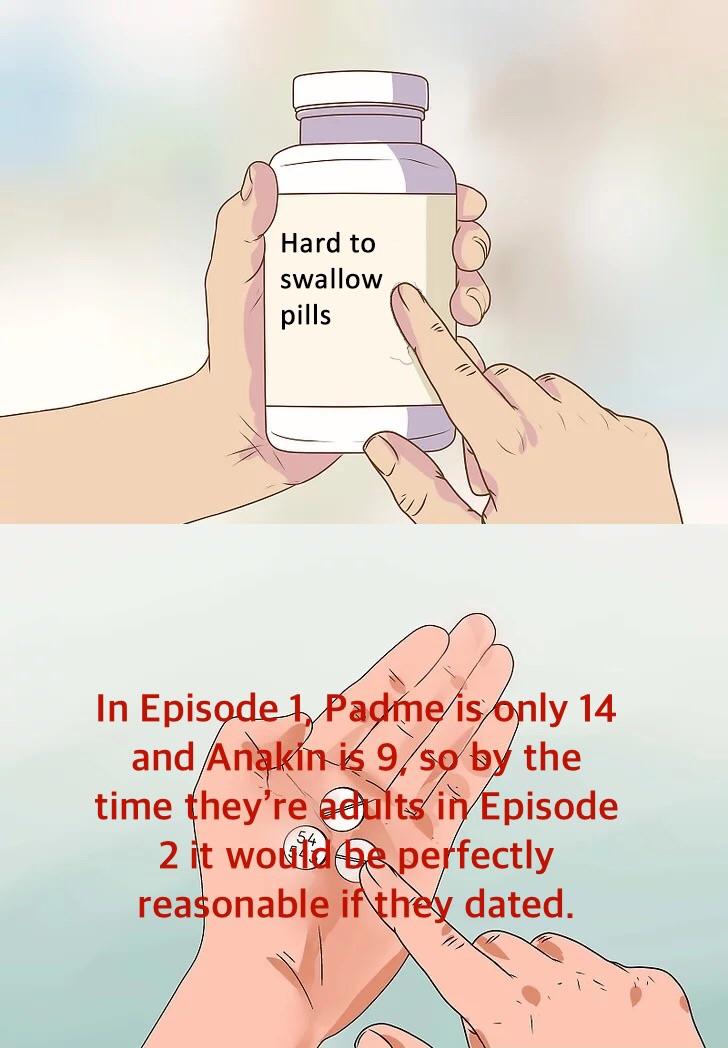 Hard to
swallow
pills
In Episode 1, Padme is only 14
and Anakin is 9, so by the
time they're adults in Episode
2 it would be perfectly
reasonable if they dated.
54